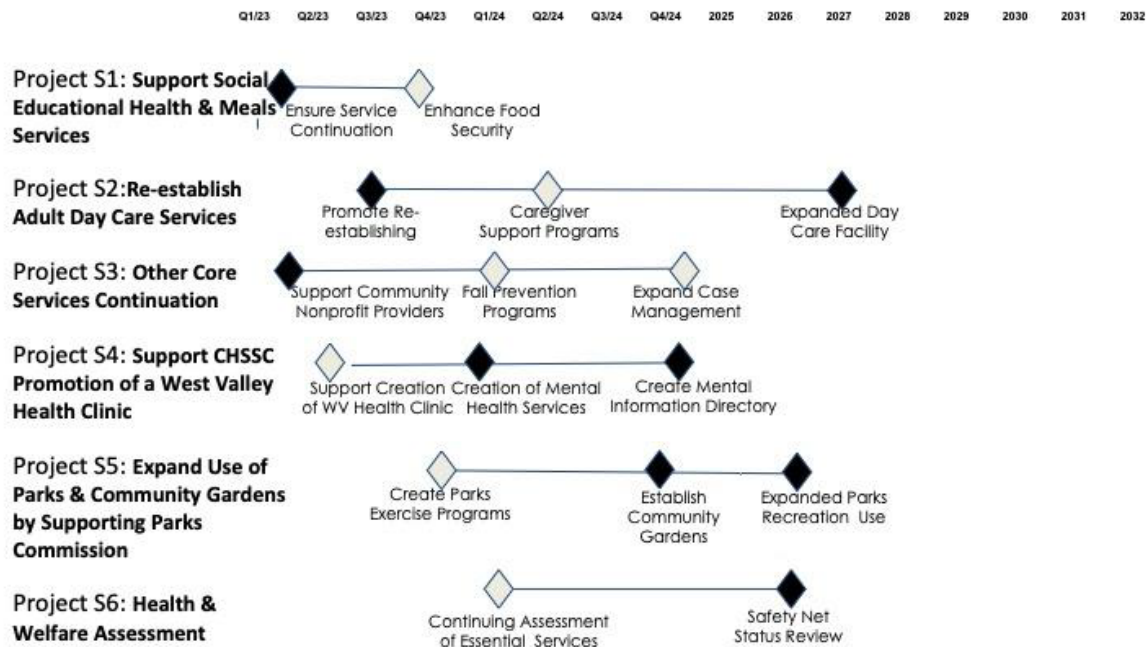 Q1/23 Q2/23 Q3/23 Q4/23 Q1/24 Q2/24 Q3/24 Q4/24 2025 2026 2027 2028 2029 2030 2031 2032
Project S1: Support Social
Educational Health & Meals
Services
Ensure Service
Continuation
Enhance Food
Security
Project S2:Re-establish
Adult Day Care Services
Promote Re-
establishing
Caregiver
Support Programs
Expanded Day
Care Facility
Project S3: Other Core
Services Continuation
Support Community
Nonprofit Providers
Fall Prevention
Programs
Expand Case
Management
Project S4: Support CHSSC
Promotion of a West Valley
Health Clinic
Support Creation
of WV Health Clinic
Creation of Mental
Health Services
Create Mental
Information Directory
Project S5: Expand Use of
Parks & Community Gardens
by Supporting Parks
Commission
Create Parks
Exercise Programs
Establish
Community
Gardens
Expanded Parks
Recreation Use
Project S6: Health &
Welfare Assessment
Continuing Assessment
of Essential Services
Safety Net
Status Review